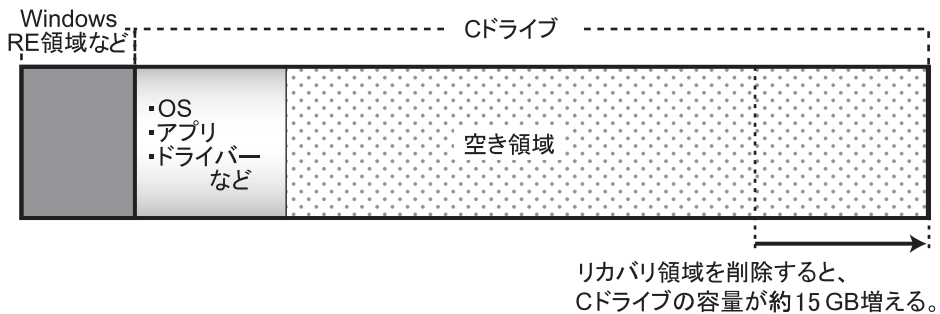 Windows
RE領域など
Cドライブ
▪OS
▪アプリ
▪ドライバー
など
空き領域
リカバリ領域を削除すると、
Cドライブの容量が約15 GB増える。